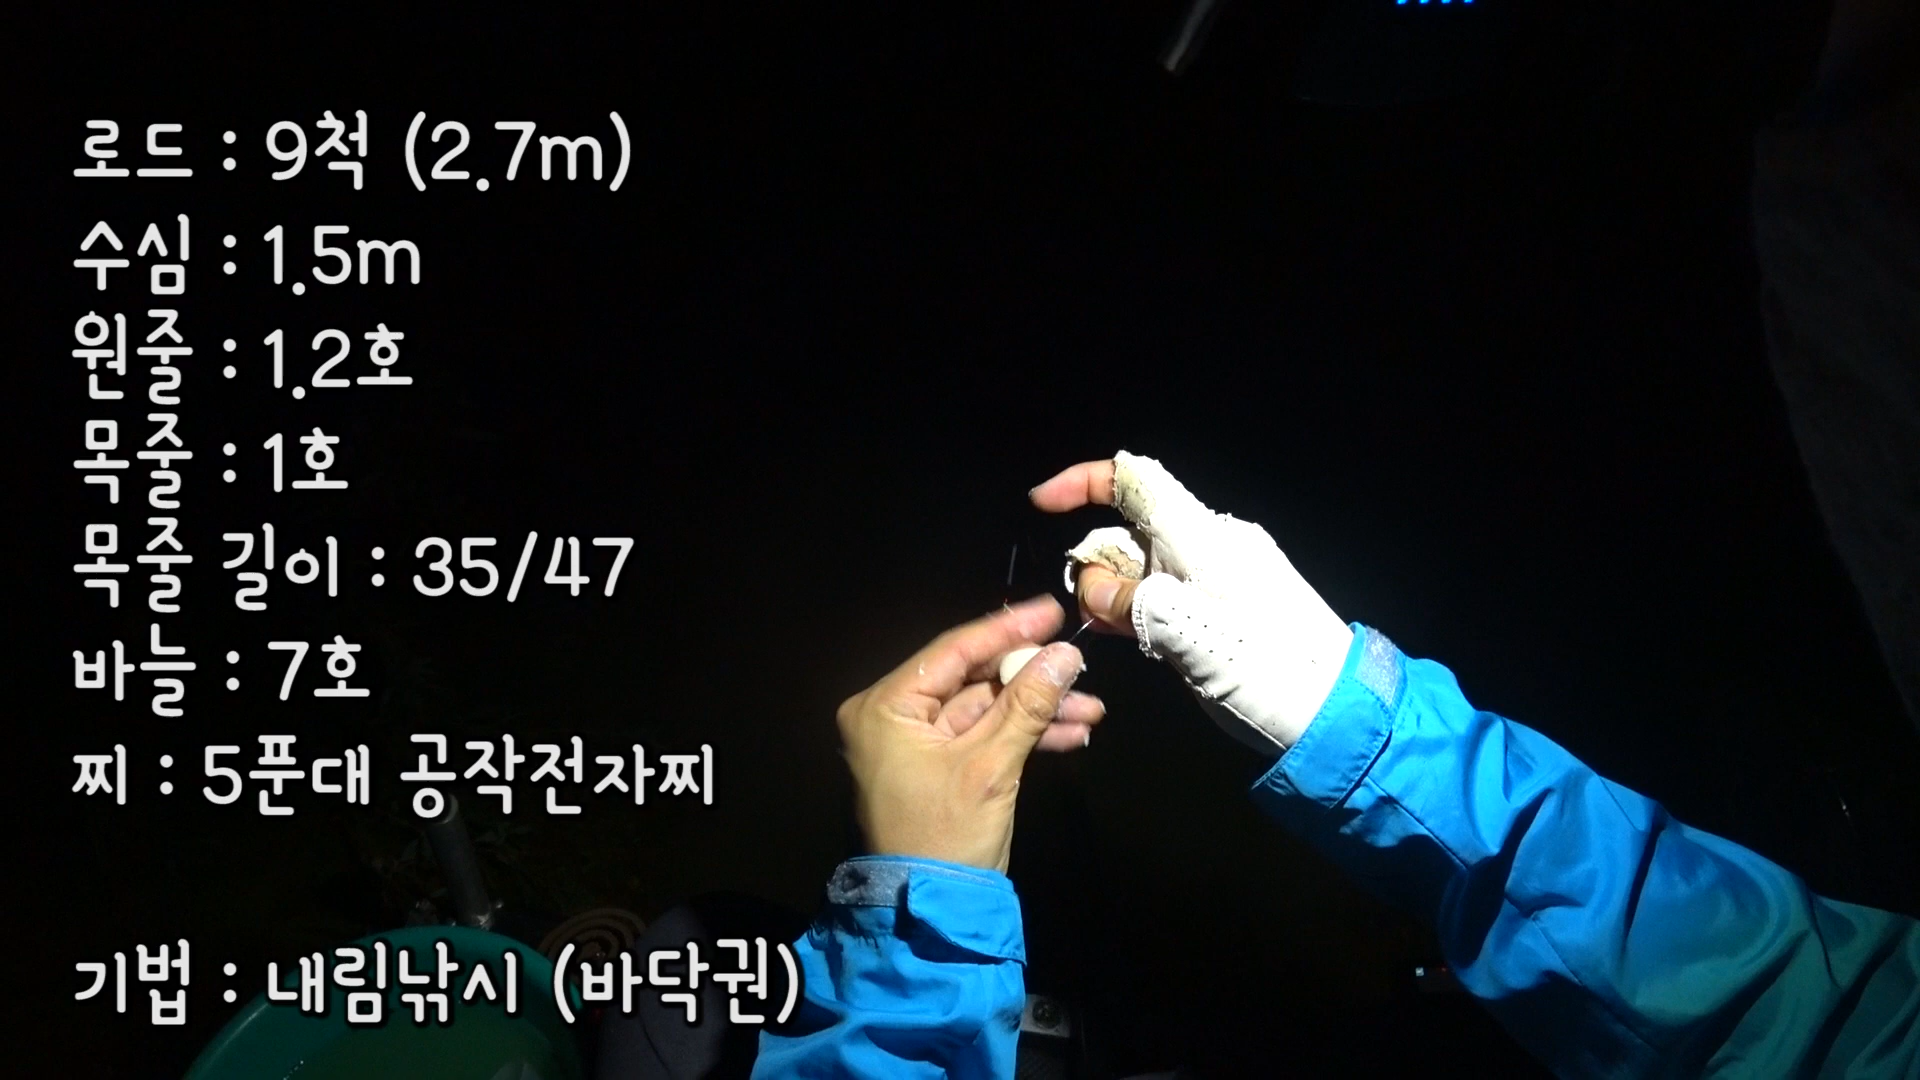 로드 : 9척 (2.7m)
수심 : 1.5m
원줄 : 1.2호
목줄 : 1호
목줄 길이 : 35/47
바늘 : 7호
찌 : 5푼대 공작전자찌
기법 : 내림낚시 (바닥권)